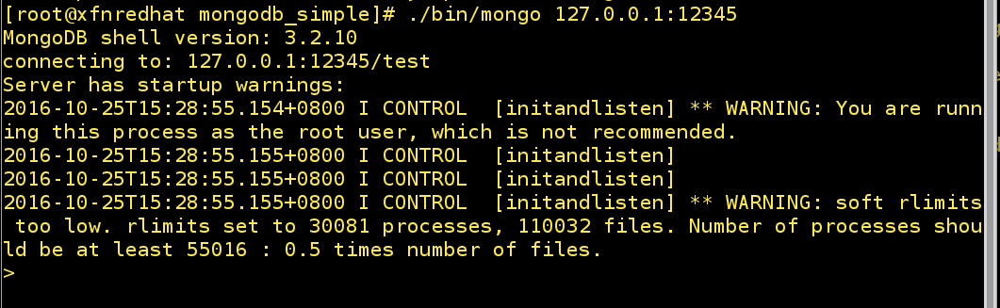 [root@xfnredhat mongodb_simple]# ./bin/mongo 127.0.0.1:12345
MongoDB shell version: 3.2.10
connecting to: 127.0.0.1:12345/test
Server has startup warnings:
2016-10-25T15:28:55.154+0800 I CONTROL  [initandlisten] ** WARNING: You are runn
ing this process as the root user, which is not recommended.
2016-10-25T15:28:55.155+0800 I CONTROL  [initandlisten]
2016-10-25T15:28:55.155+0800 I CONTROL  [initandlisten]
2016-10-25T15:28:55.155+0800 I CONTROL  [initandlisten] ** WARNING: soft rlimits
 too low. rlimits set to 30081 processes, 110032 files. Number of processes shou
ld be at least 55016 : 0.5 times number of files.
>